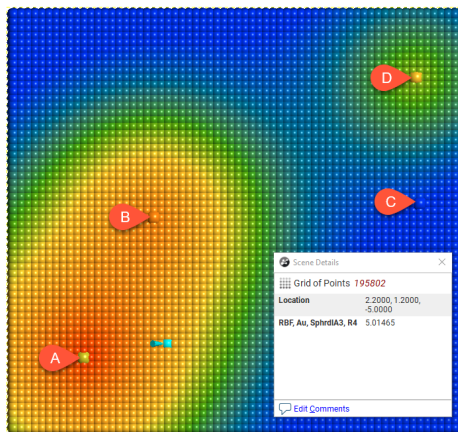 D
C
B
A
Scene Details
Grid of Points 195802
Location 2.2000, 1.2000,
-5.0000
RBF, Au, SphrdlA3, R4 5.01465
Edit Comments